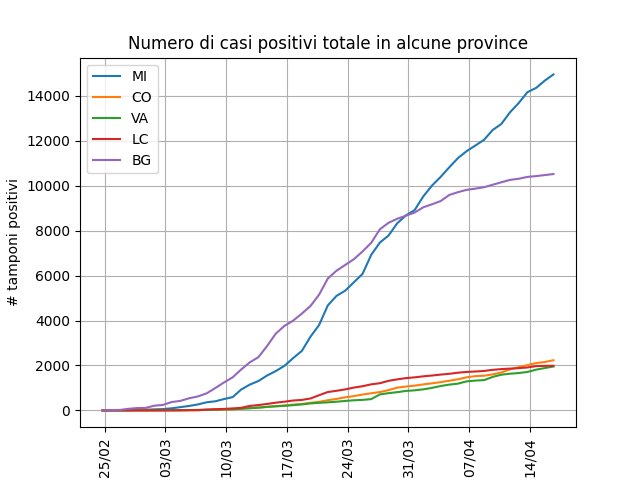 Numero di casi positivi totale in alcune province
MI
CO
VA
LC
BG
# tamponi positivi
14000
12000
10000
8000
6000
4000
2000
0
25/02
03/03
10/03
17/03
24/03
31/03
07/04
14/04